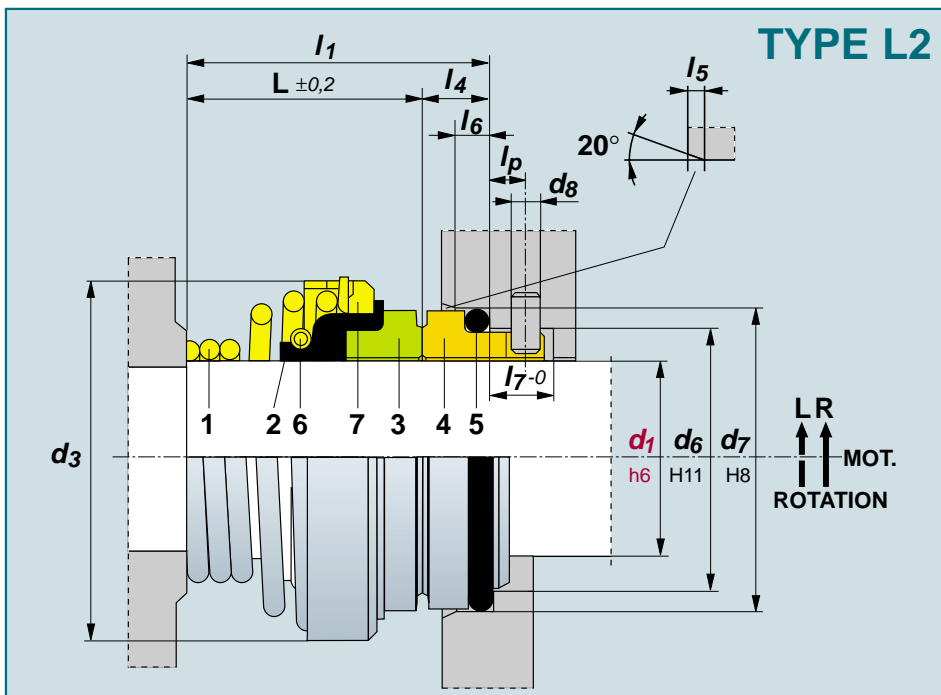 TYPE L2
l1
l5
L ±0,2
l4
l6
20°
lp
d8
l7-0
1
2
6
7
3
4
5
d3
d1
d6
d7
h6
H11
H8
L R
MOT.
ROTATION